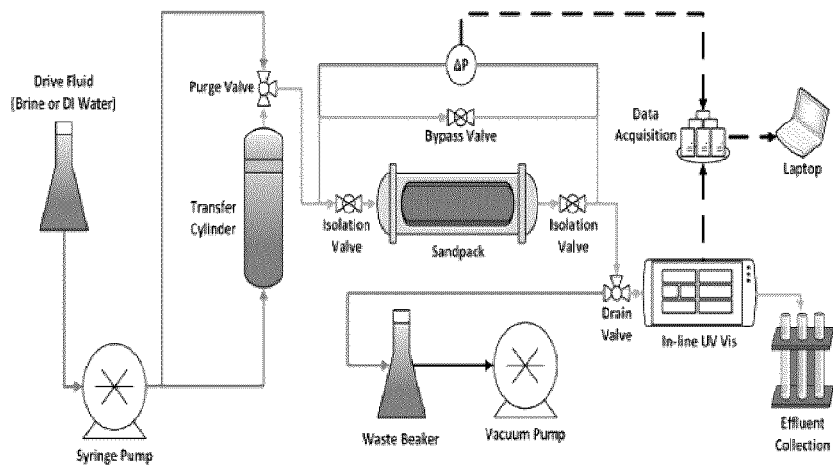 Drive Fluid
(Brine or DI Water)
Purge Valve
ΔP
Bypass Valve
Data
Acquisition
Laptop
Transfer
Cylinder
Isolation
Valve
Sandpack
Isolation
Valve
Drain
Valve
In-line UV Vis
Syringe Pump
Waste Beaker
Vacuum Pump
Effluent
Collection